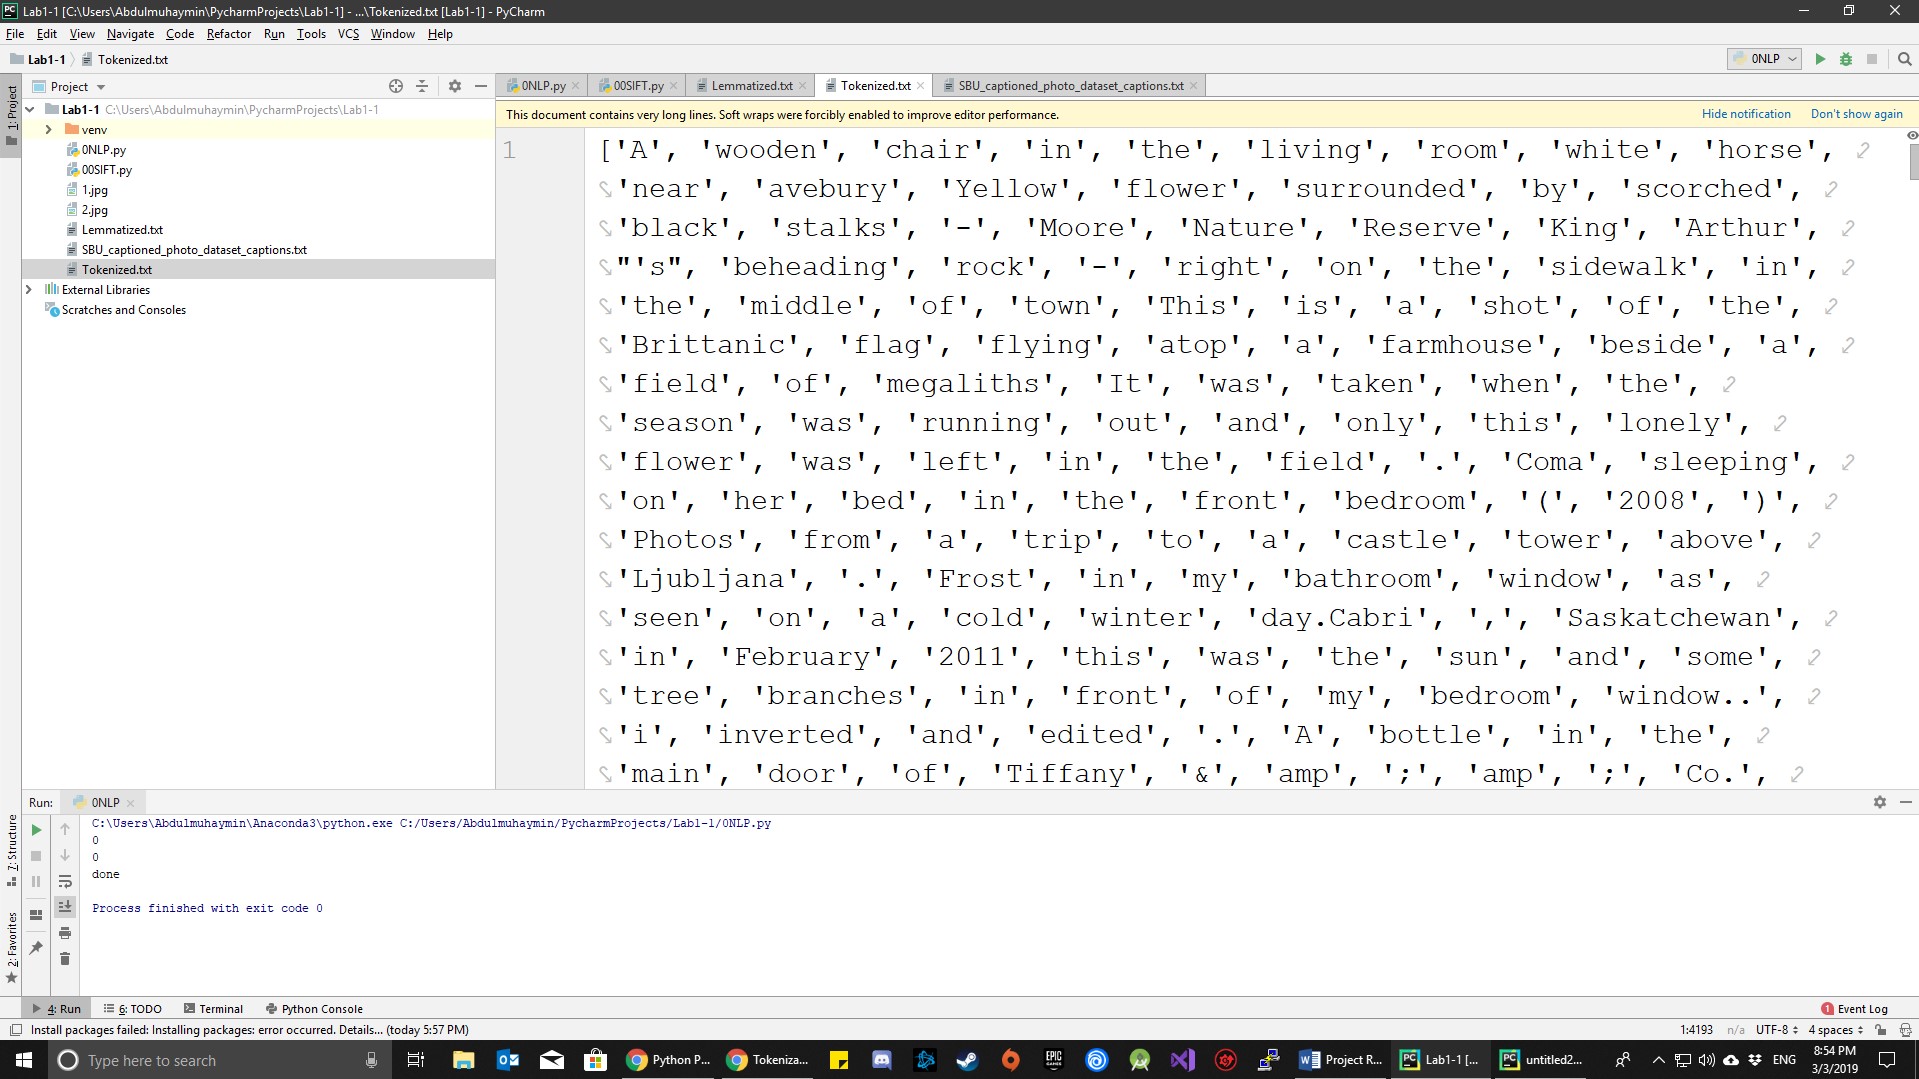 Lab1-1 [C:\Users\Abdulmuhaymin\PycharmProjects\Lab1-1] - ...\Tokenized.txt [Lab1-1] - PyCharm
File Edit View Navigate Code Refactor Run Tools VCS Window Help
Lab1-1 Tokenized.txt 0NLP
Project 0NLP.py 00SIFT.py Lemmatized.txt Tokenized.txt SBU_captioned_photo_dataset_captions.txt
1: Project
Lab1-1 C:\Users\Abdulmuhaymin\PycharmProjects\Lab1-1
venv
0NLP.py
00SIFT.py
1.jpg
2.jpg
Lemmatized.txt
SBU_captioned_photo_dataset_captions.txt
Tokenized.txt
External Libraries
Scratches and Consoles
This document contains very long lines. Soft wraps were forcibly enabled to improve editor performance. Hide notification Don't show again
1 ['A', 'wooden', 'chair', 'in', 'the', 'living', 'room', 'white', 'horse',
'near', 'avebury', 'Yellow', 'flower', 'surrounded', 'by', 'scorched',
'black', 'stalks', '-', 'Moore', 'Nature', 'Reserve', 'King', 'Arthur',
"'s", 'beheading', 'rock', '-', 'right', 'on', 'the', 'sidewalk', 'in',
'the', 'middle', 'of', 'town', 'This', 'is', 'a', 'shot', 'of', 'the',
'Brittanic', 'flag', 'flying', 'atop', 'a', 'farmhouse', 'beside', 'a',
'field', 'of', 'megaliths', 'It', 'was', 'taken', 'when', 'the',
'season', 'was', 'running', 'out', 'and', 'only', 'this', 'lonely',
'flower', 'was', 'left', 'in', 'the', 'field', '.', 'Coma', 'sleeping',
'on', 'her', 'bed', 'in', 'the', 'front', 'bedroom', '(', '2008', ')',
'Photos', 'from', 'a', 'trip', 'to', 'a', 'castle', 'tower', 'above',
'Ljubljana', '.', 'Frost', 'in', 'my', 'bathroom', 'window', 'as',
'seen', 'on', 'a', 'cold', 'winter', 'day.Cabri', ',', 'Saskatchewan',
'in', 'February', '2011', 'this', 'was', 'the', 'sun', 'and', 'some',
'tree', 'branches', 'in', 'front', 'of', 'my', 'bedroom', 'window..',
'i', 'inverted', 'and', 'edited', '.', 'A', 'bottle', 'in', 'the',
'main', 'door', 'of', 'Tiffany', '&', 'amp', ';', 'amp', ';', 'Co.',
Run: 0NLP
C:\Users\Abdulmuhaymin\Anaconda3\python.exe C:/Users/Abdulmuhaymin/PycharmProjects/Lab1-1/0NLP.py
0
0
done
Process finished with exit code 0
7: Structure
2: Favorites
4: Run 6: TODO Terminal Python Console 1 Event Log
Install packages failed: Installing packages: error occurred. Details... (today 5:57 PM) 1:4193 n/a UTF-8 4 spaces
Type here to search Python P... Tokeniza... EPIC GAMES Project R... Lab1-1 [... untitled2... ENG 8:54 PM
3/3/2019